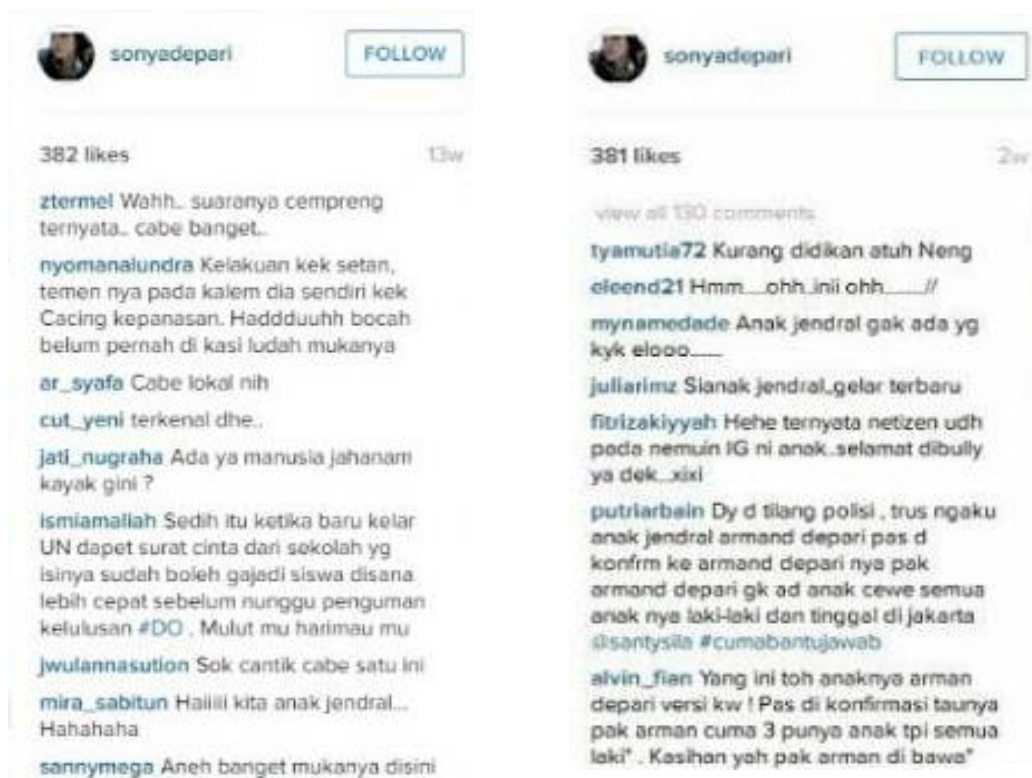 sonyadepari
FOLLOW
382 likes
13w
ztermel Wahh.. suaranya cempreng
ternyata.. cabe banget..
nyomanalundra Kelakuan kek setan,
temen nya pada kalem dia sendiri kek
Cacing kepanasan. Haddduuhh bocah
belum pernah di kasi ludah mukanya
ar_syafa Cabe lokal nih
cut_yeni terkenal dhe..
jati_nugraha Ada ya manusia jahanam
kayak gini ?
ismiamaliah Sedih itu ketika baru kelar
UN dapet surat cinta dari sekolah yg
isinya sudah boleh gajadi siswa disana
lebih cepat sebelum nunggu penguman
kelulusan #DO . Mulut mu harimau mu
jwulannasution Sok cantik cabe satu ini
mira_sabitun Haiiiii kita anak jendral...
Hahahaha
sannymega Aneh banget mukanya disini
sonyadepari
FOLLOW
381 likes
2w
view all 130 comments
tyamutia72 Kurang didikan atuh Neng
eleend21 Hmm....ohh..inii ohh.........//
mynamedade Anak jendral gak ada yg
kyk elooo.......
juliarimz Sianak jendral,,gelar terbaru
fitrizakiyyah Hehe ternyata netizen udh
pada nemuin IG ni anak..selamat dibully
ya dek...xixi
putriarbain Dy d tilang polisi , trus ngaku
anak jendral armand depari pas d
konfrm ke armand depari nya pak
armand depari gk ad anak cewe semua
anak nya laki-laki dan tinggal di jakarta
@santysila #cumabantujawab
alvin_fian Yang ini toh anaknya arman
depari versi kw ! Pas di konfirmasi taunya
pak arman cuma 3 punya anak tpi semua
laki" . Kasihan yah pak arman di bawa"